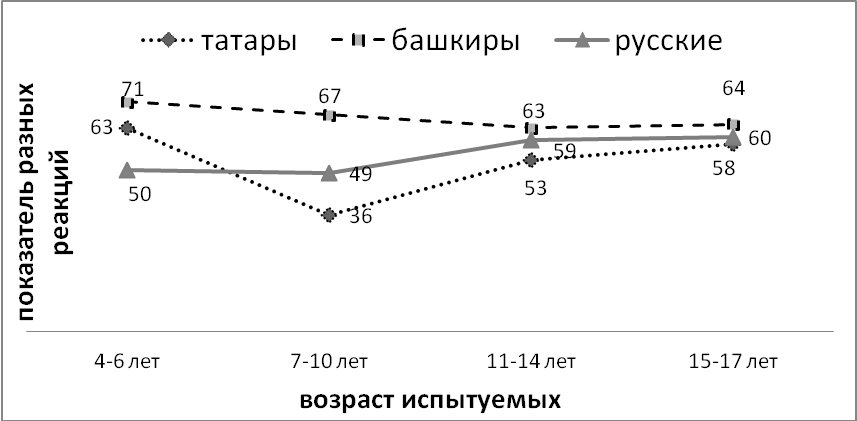 татары башкиры русские
показатель разных
реакций
71 67 63 64
63 50 49 36 59 53 60 58
4-6 лет 7-10 лет 11-14 лет 15-17 лет
возраст испытуемых